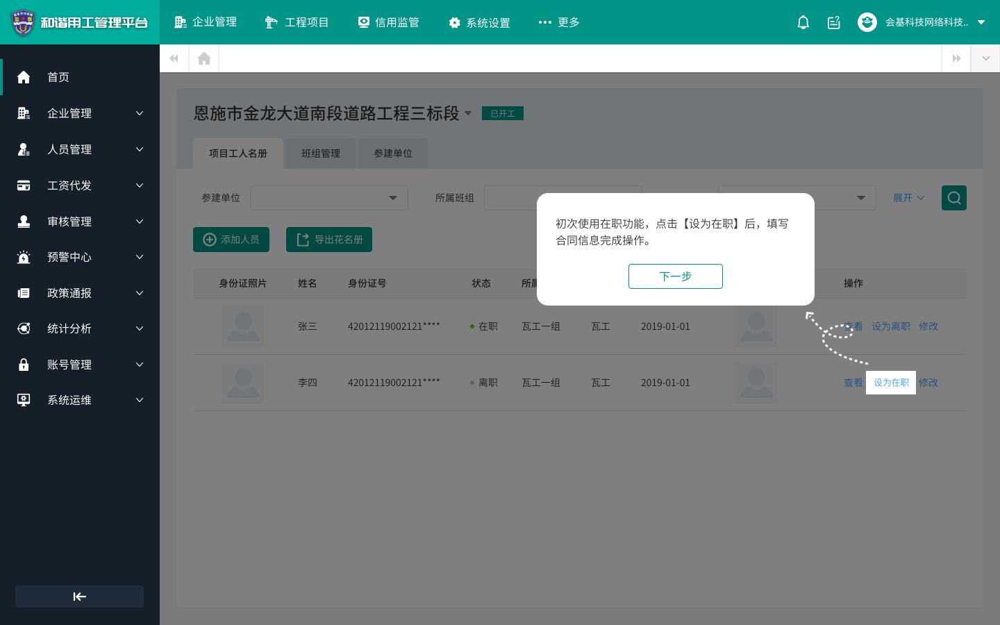 和谐用工管理平台
企业管理
工程项目
信用监管
系统设置
更多
会基科技网络科技..
首页
企业管理
人员管理
工资代发
审核管理
预警中心
政策通报
统计分析
账号管理
系统运维
恩施市金龙大道南段道路工程三标段
已开工
项目工人名册
班组管理
参建单位
参建单位
所属班组
展开
添加人员
导出花名册
初次使用在职功能，点击【设为在职】后，填写
合同信息完成操作。
下一步
身份证照片 姓名 身份证号 状态 所属 操作
张三 42012119002121**** 在职 瓦工一组 瓦工 2019-01-01 查看 设为离职 修改
李四 42012119002121**** 离职 瓦工一组 瓦工 2019-01-01 查看 设为在职 修改